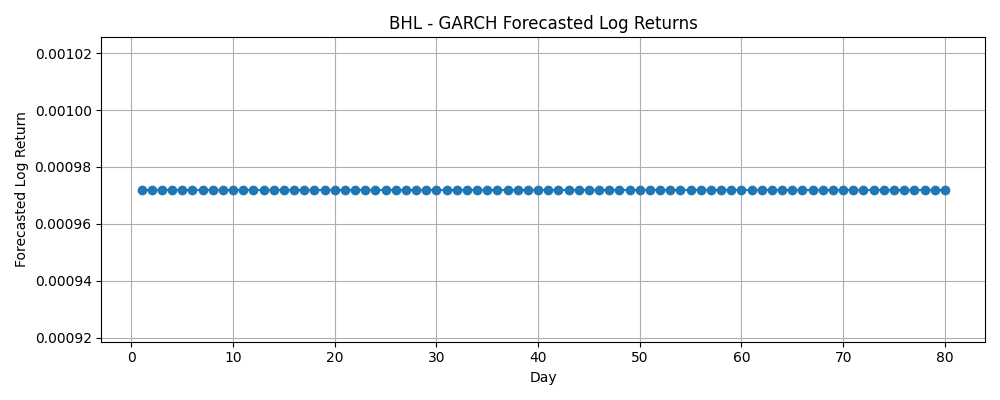 BHL - GARCH Forecasted Log Returns
Forecasted Log Return
0.00102
0.00100
0.00098
0.00096
0.00094
0.00092
0 10 20 30 40 50 60 70 80
Day